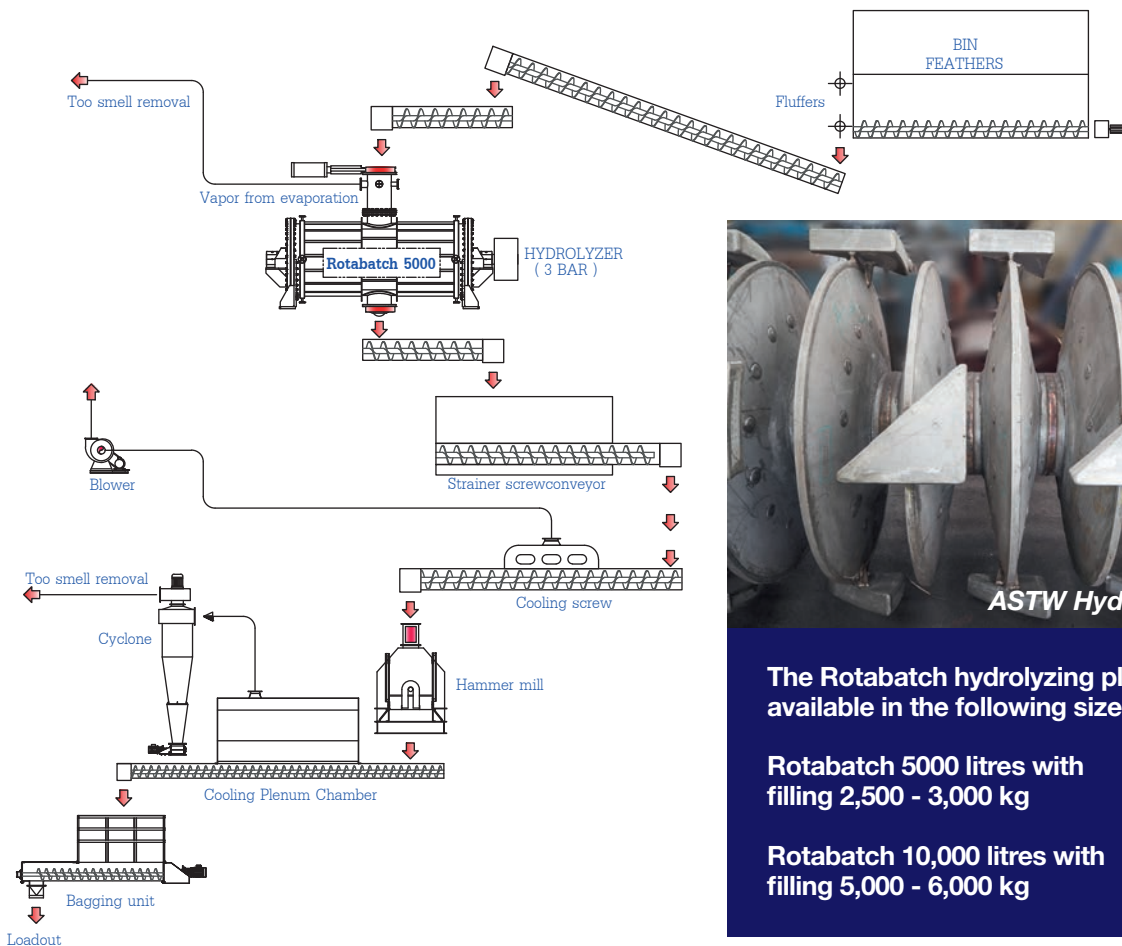 BIN
FEATHERS
Too smell removal
Fluffers
Vapor from evaporation
Rotabatch 5000
HYDROLYZER
( 3 BAR )
Strainer screwconveyor
Blower
Too smell removal
Cooling screw
Cyclone
Hammer mill
Cooling Plenum Chamber
Bagging unit
Loadout
ASTW Hyd
The Rotabatch hydrolyzing pl
available in the following size
Rotabatch 5000 litres with
filling 2,500 - 3,000 kg
Rotabatch 10,000 litres with
filling 5,000 - 6,000 kg